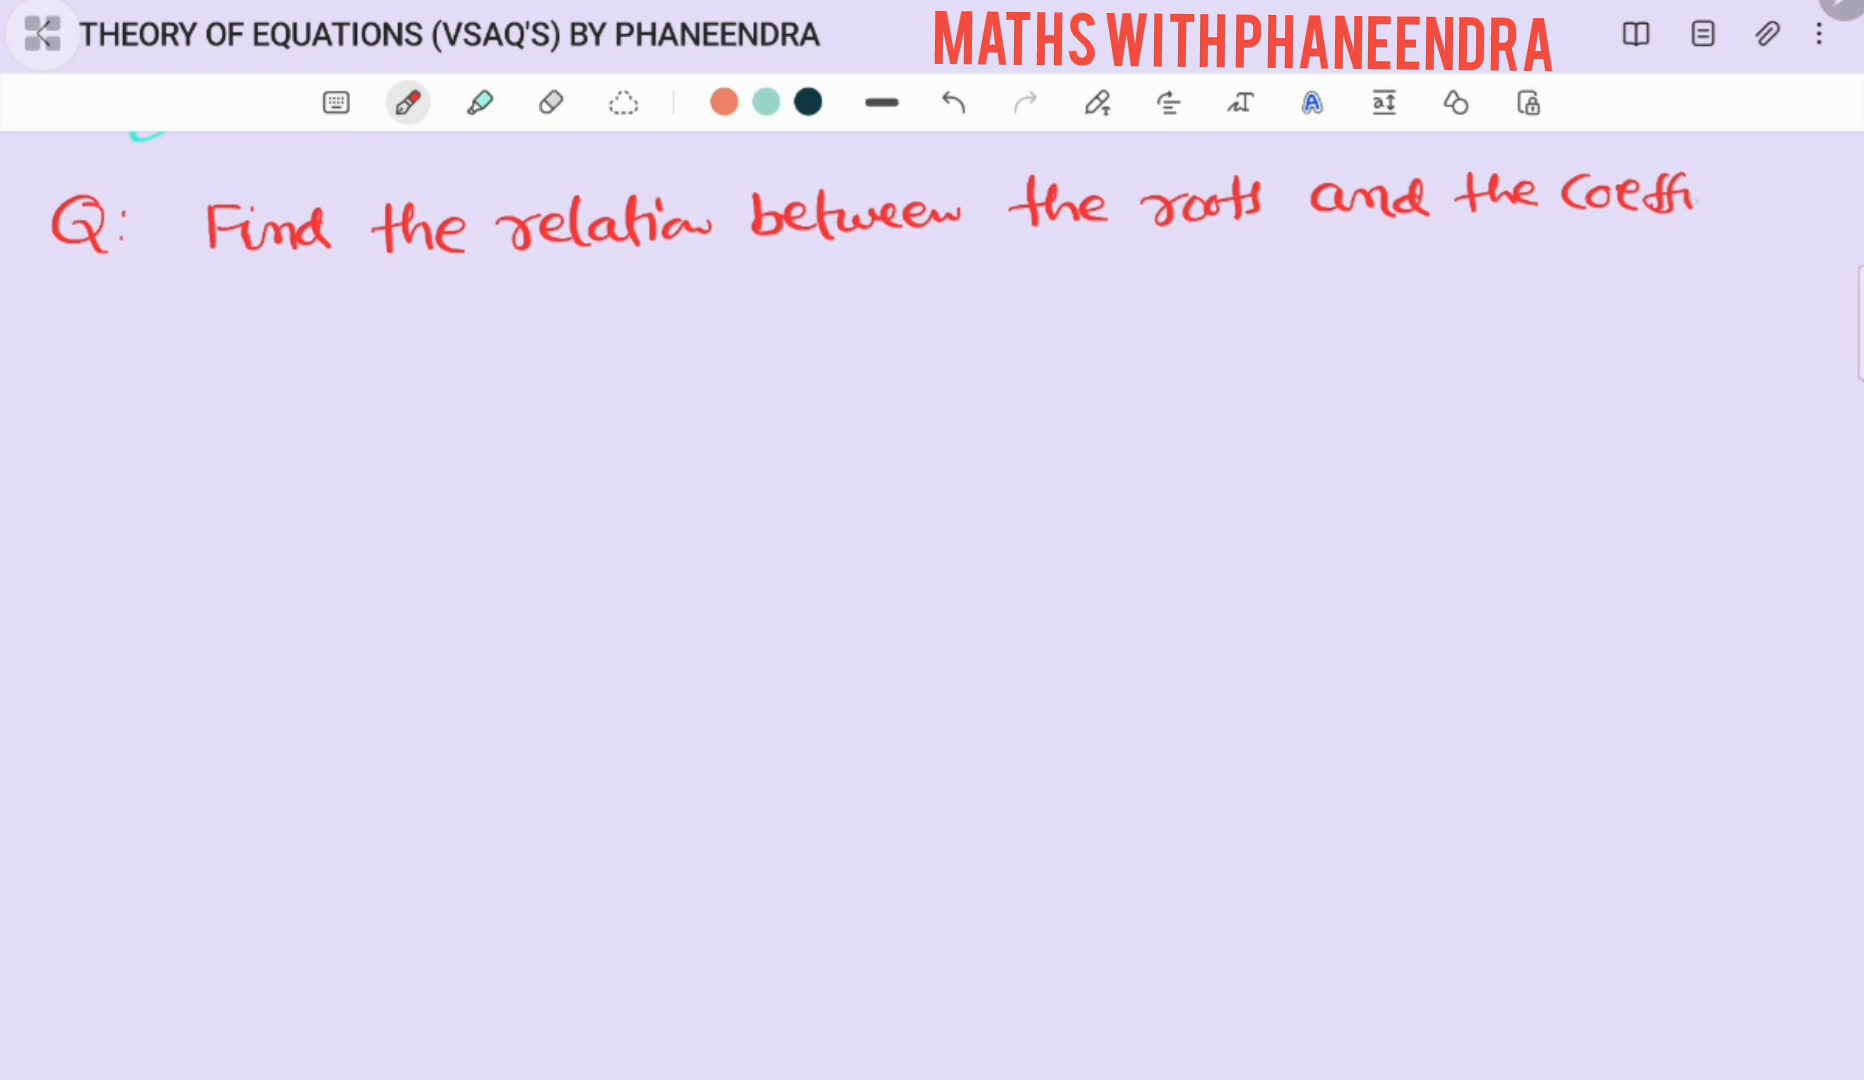 THEORY OF EQUATIONS (VSAQ'S) BY PHANEENDRA
MATHS WITH PHANEENDRA
Q: Find the relation between the roots and the coeffi